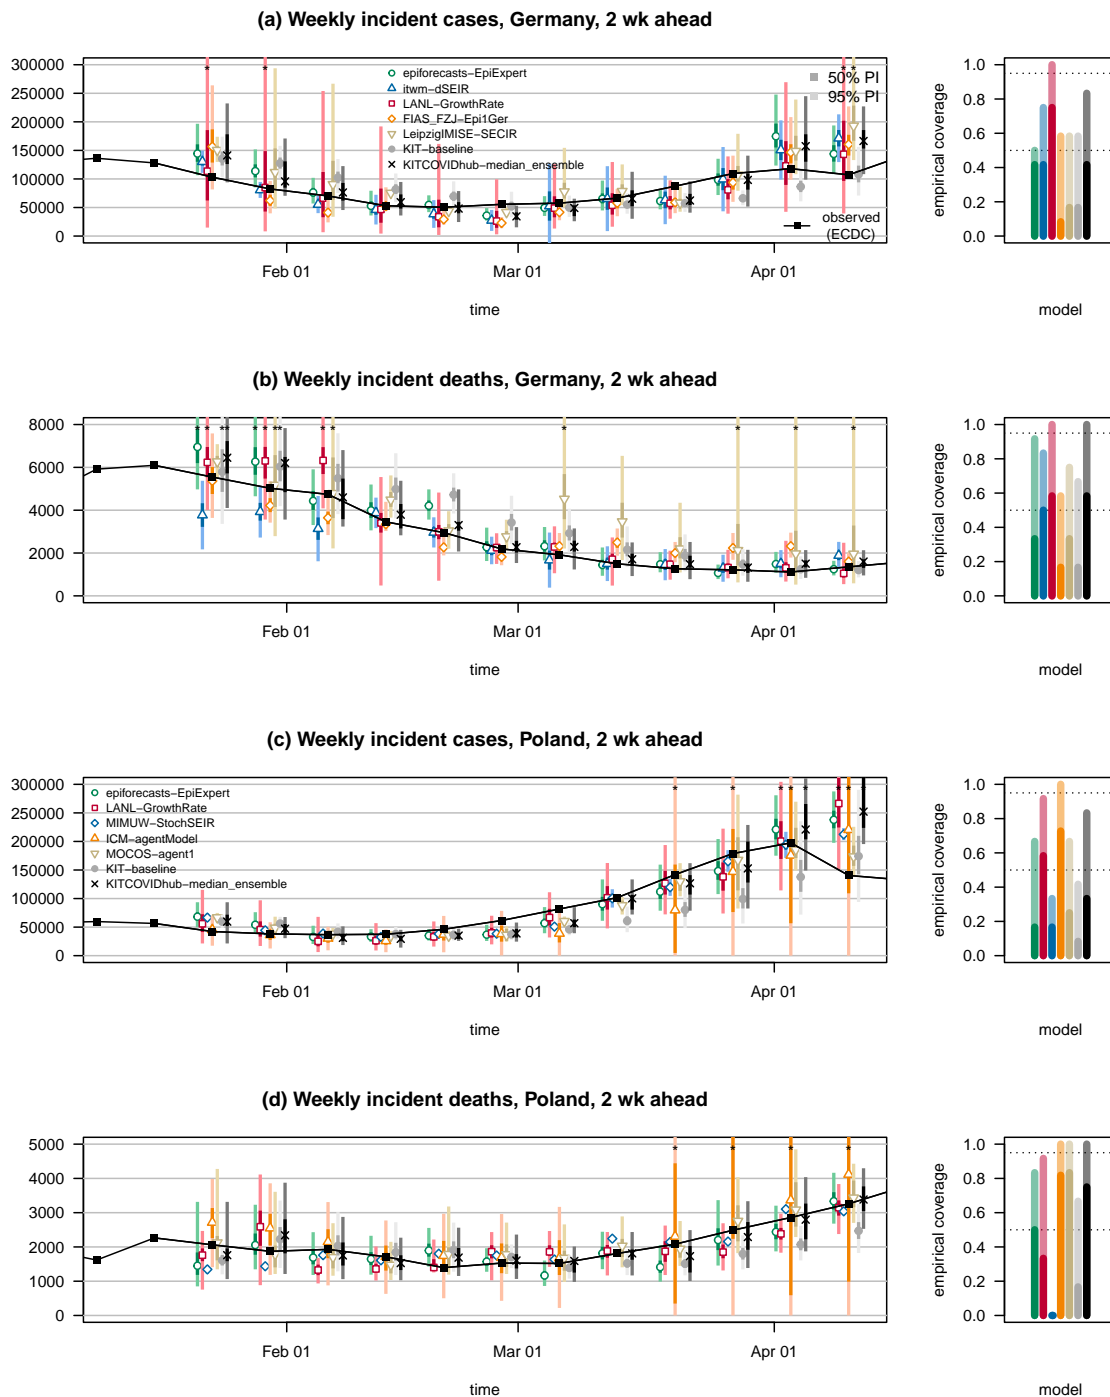 (a) Weekly incident cases, Germany, 2 wk ahead
300000
250000
200000
150000
100000
50000
0
epiforecasts−EpiExpert
itwm−dSEIR
LANL−GrowthRate
FIAS_FZJ−Epi1Ger
LeipzigIMISE−SECIR
KIT−baseline
KITCOVIDhub−median_ensemble
50% PI
95% PI
observed
(ECDC)
Feb 01
Mar 01
Apr 01
time
empirical coverage
1.0
0.8
0.6
0.4
0.2
0.0
model
(b) Weekly incident deaths, Germany, 2 wk ahead
8000
6000
4000
2000
0
Feb 01
Mar 01
Apr 01
time
empirical coverage
1.0
0.8
0.6
0.4
0.2
0.0
model
(c) Weekly incident cases, Poland, 2 wk ahead
300000
250000
200000
150000
100000
50000
0
epiforecasts−EpiExpert
LANL−GrowthRate
MIMUW−StochSEIR
ICM−agentModel
MOCOS−agent1
KIT−baseline
KITCOVIDhub−median_ensemble
Feb 01
Mar 01
Apr 01
time
empirical coverage
1.0
0.8
0.6
0.4
0.2
0.0
model
(d) Weekly incident deaths, Poland, 2 wk ahead
5000
4000
3000
2000
1000
0
Feb 01
Mar 01
Apr 01
time
empirical coverage
1.0
0.8
0.6
0.4
0.2
0.0
model